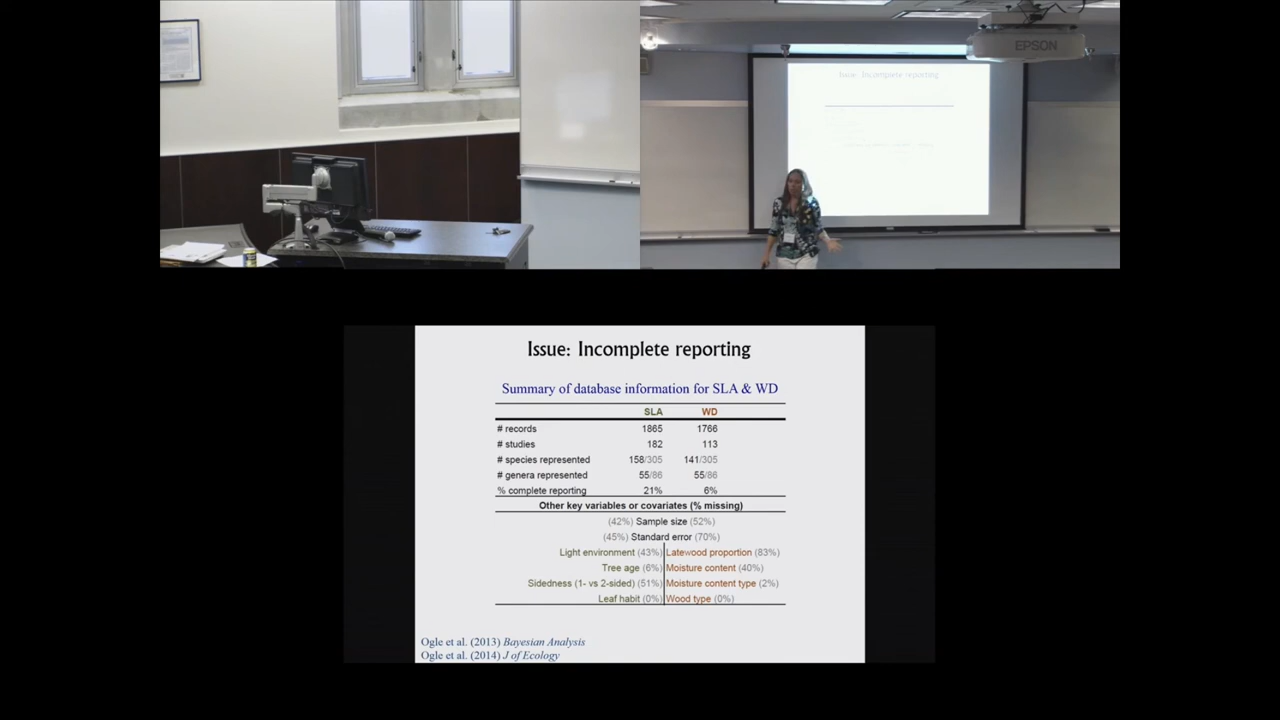 EPSON
Issue: Incomplete reporting
Issue: Incomplete reporting
Summary of database information for SLA & WD
SLA WD
# records 1865 1766
# studies 182 113
# species represented 158/305 141/305
# genera represented 55/86 55/86
% complete reporting 21% 6%
Other key variables or covariates (% missing)
(42%) Sample size (52%)
(45%) Standard error (70%)
Light environment (43%) Latewood proportion (83%)
Tree age (6%) Moisture content (40%)
Sidedness (1- vs 2-sided) (51%) Moisture content type (2%)
Leaf habit (0%) Wood type (0%)
Ogle et al. (2013) Bayesian Analysis
Ogle et al. (2014) J of Ecology